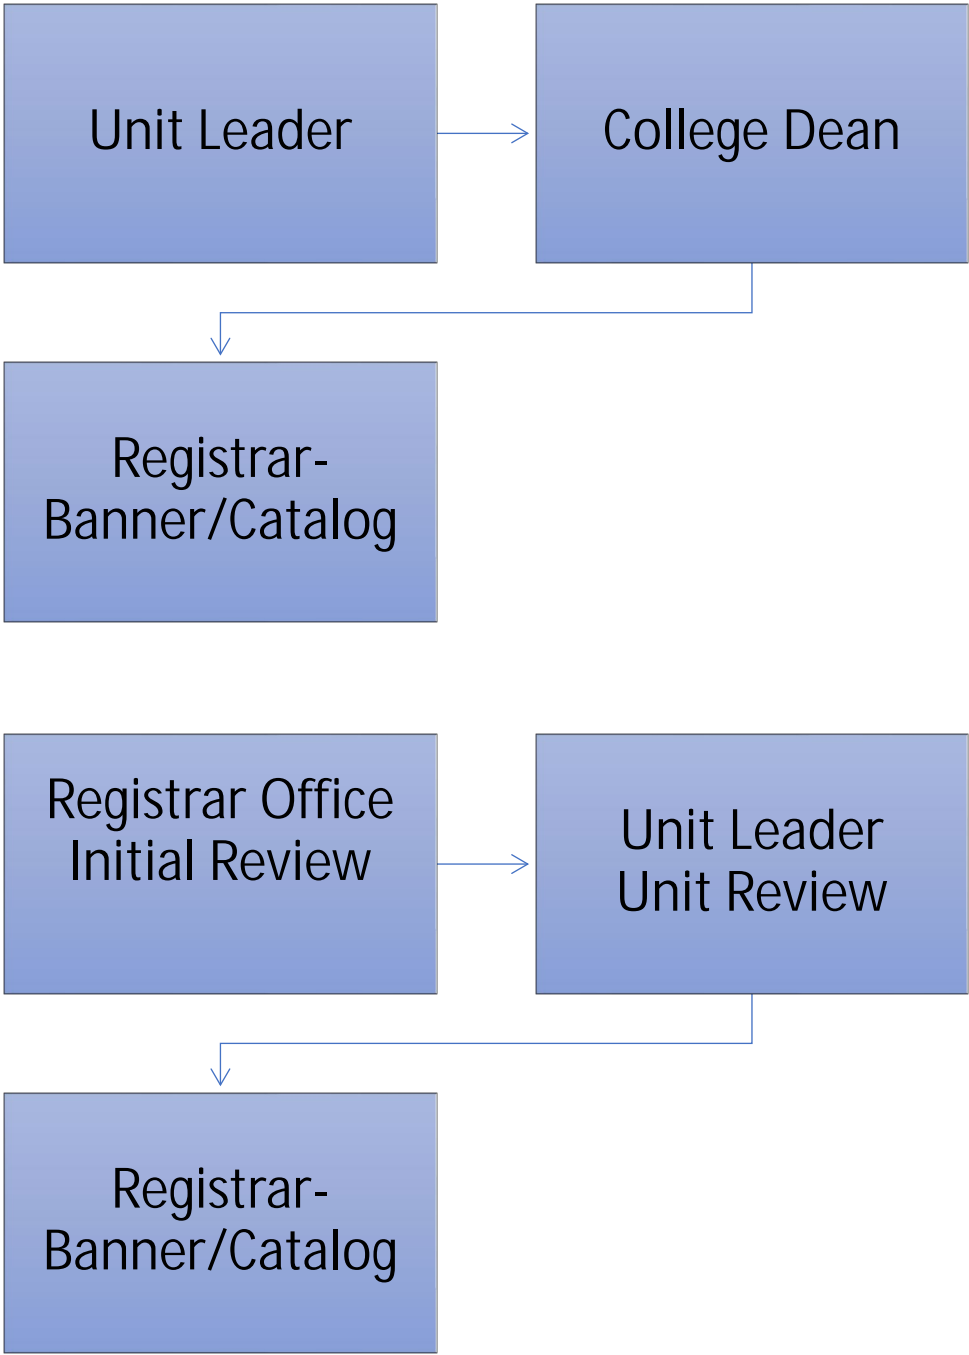 Unit Leader
College Dean
Registrar-
Banner/Catalog
Registrar Office
Initial Review
Unit Leader
Unit Review
Registrar-
Banner/Catalog